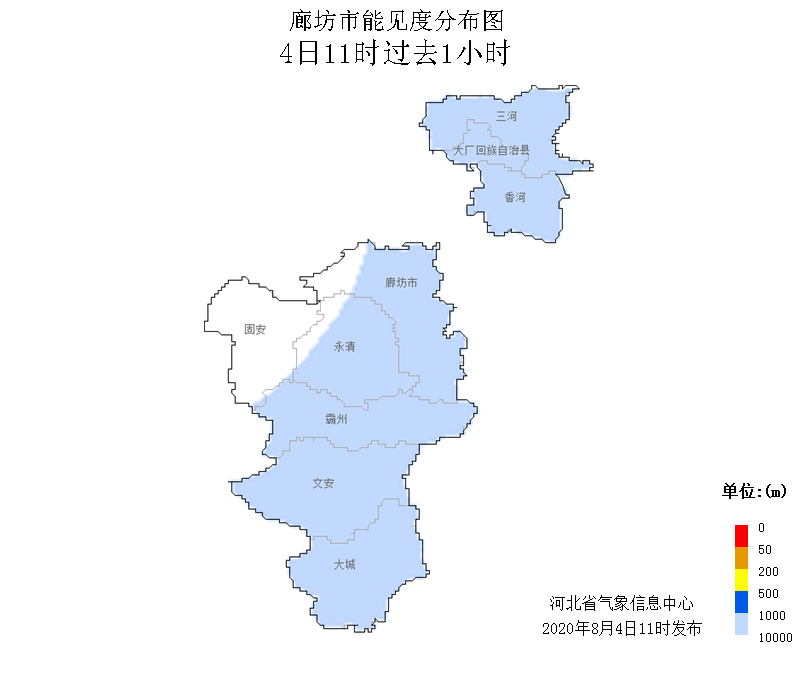 廊坊市能见度分布图
4日11时过去1小时
三河
大厂回族自治县
香河
廊坊市
固安
永清
霸州
文安
大城
单位:(m)
0
50
200
500
1000
10000
河北省气象信息中心
2020年8月4日11时发布